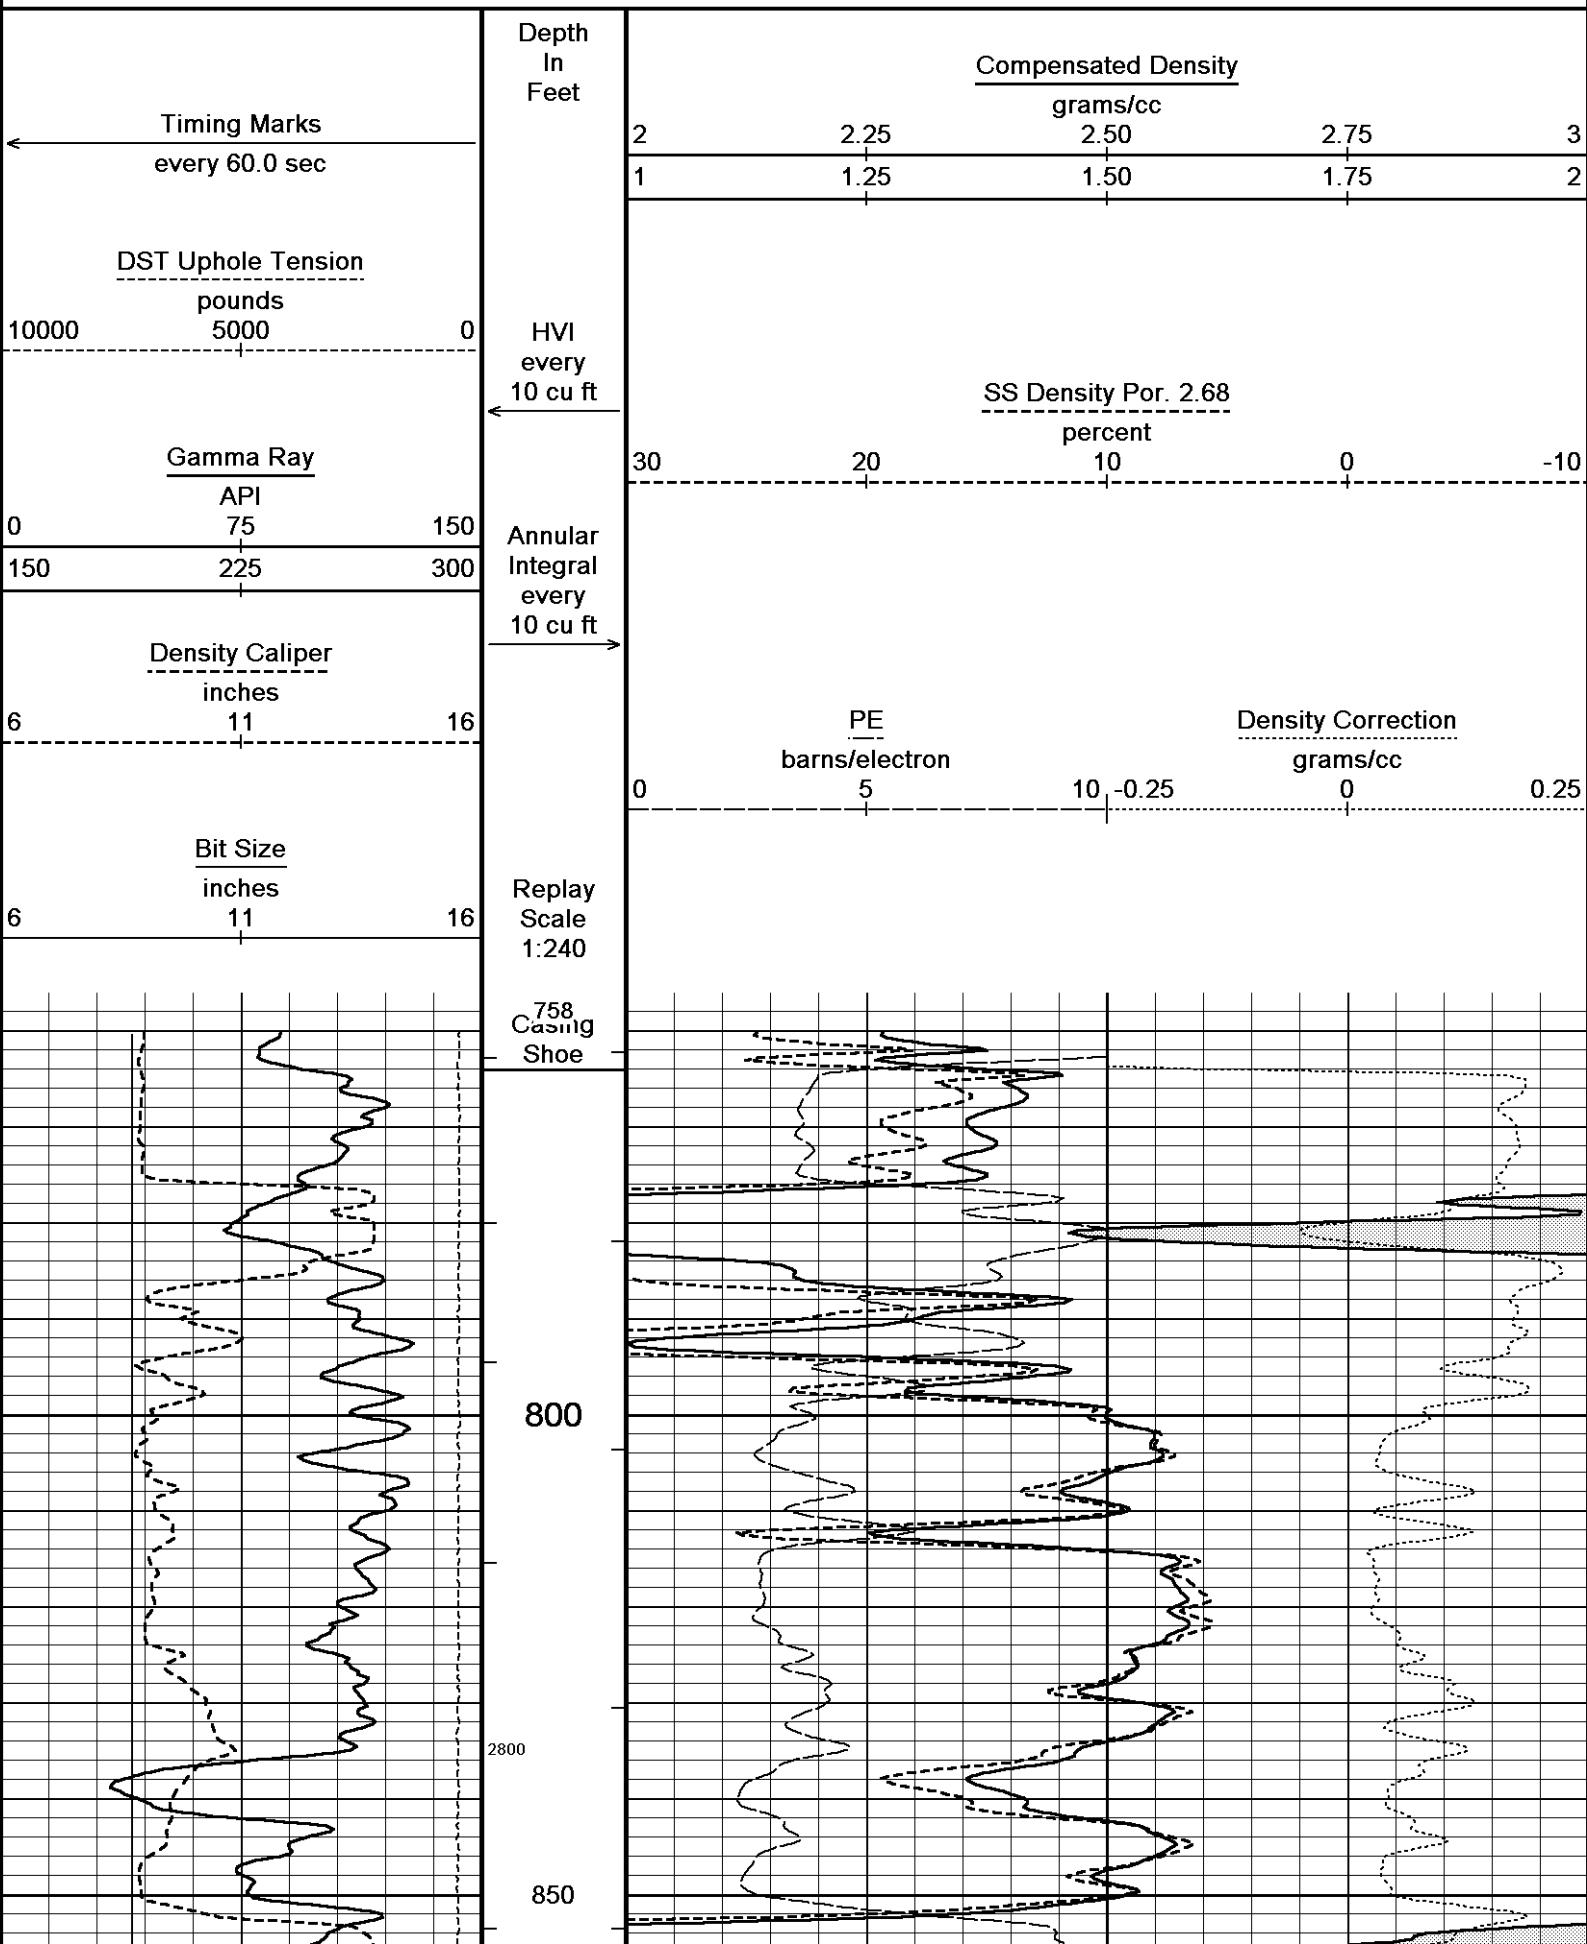 Timing Marks
every 60.0 sec
DST Uphole Tension
pounds
10000 5000 0
Gamma Ray
API
0 75 150
150 225 300
Density Caliper
inches
6 11 16
Bit Size
inches
6 11 16
Depth
In
Feet
HVI
every
10 cu ft
Annular
Integral
every
10 cu ft
Replay
Scale
1:240
Compensated Density
grams/cc
2 2.25 2.50 2.75 3
1 1.25 1.50 1.75 2
SS Density Por. 2.68
percent
30 20 10 0 -10
PE
barns/electron
0 5 10
Density Correction
grams/cc
-0.25 0 0.25
758
Casing
Shoe
800
2800
850